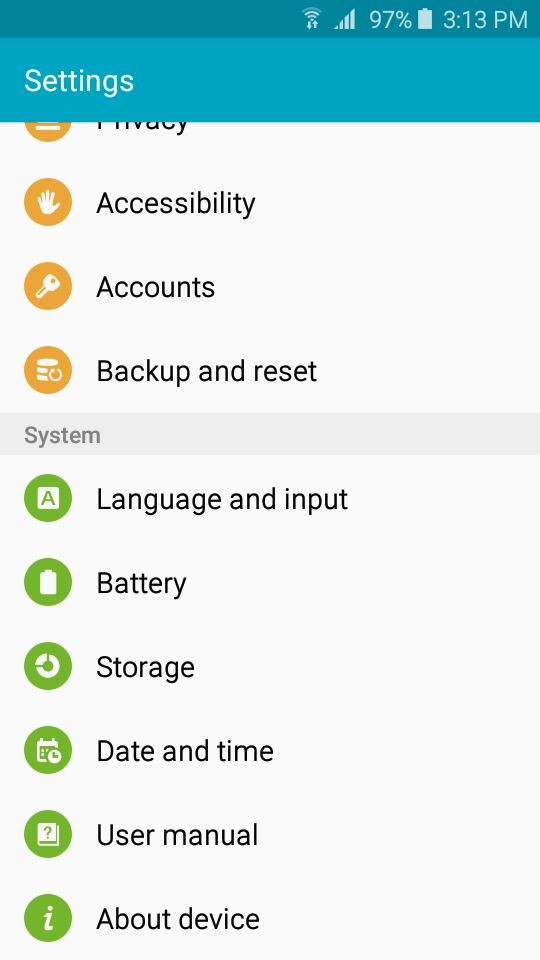 97% 3:13 PM
Settings
Privacy
Accessibility
Accounts
Backup and reset
System
A Language and input
Battery
Storage
Date and time
? User manual
i About device